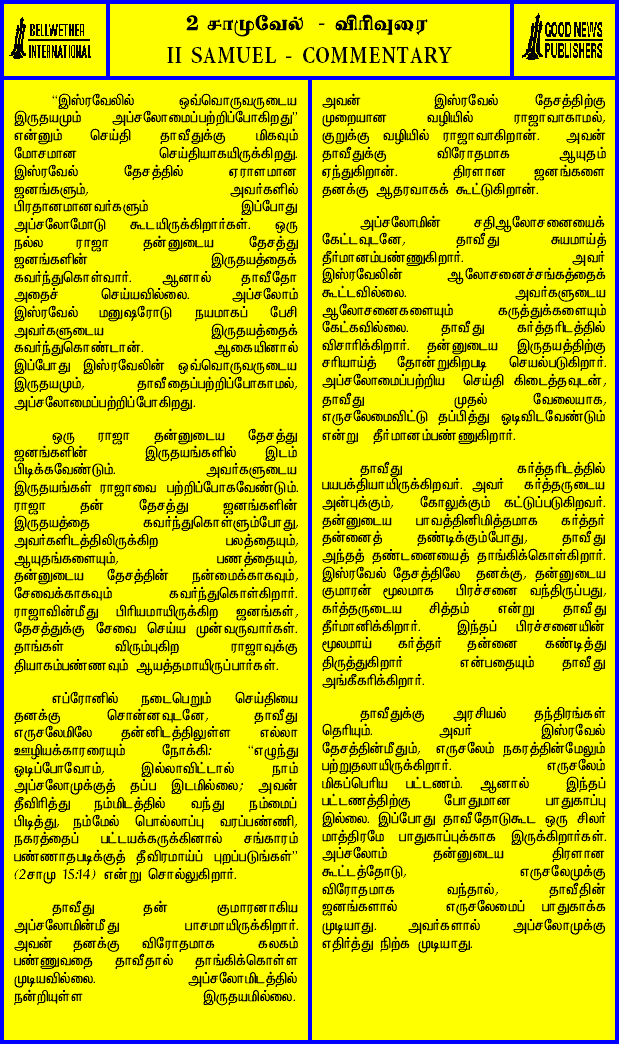 BELLWETHER
INTERNATIONAL
2 சாமுவேல் - விரிவுரை
II SAMUEL - COMMENTARY
GOOD NEWS
PUBLISHERS
“இஸ்ரவேலில் ஒவ்வொருவருடைய
இருதயமும் அப்சலோமைப்பற்றிப்போகிறது”
என்னும் செய்தி தாவீதுக்கு மிகவும்
மோசமான செய்தியாகயிருக்கிறது.
இஸ்ரவேல் தேசத்தில் ஏராளமான
ஜனங்களும், அவர்களில்
பிரதானமானவர்களும் இப்போது
அப்சலோமோடு கூடயிருக்கிறார்கள். ஒரு
நல்ல ராஜா தன்னுடைய தேசத்து
ஜனங்களின் இருதயத்தைக்
கவர்ந்துகொள்வார். ஆனால் தாவீதோ
அதைச் செய்யவில்லை. அப்சலோம்
இஸ்ரவேல் மனுஷரோடு நயமாகப் பேசி
அவர்களுடைய இருதயத்தைக்
கவர்ந்துகொண்டான். ஆகையினால்
இப்போது இஸ்ரவேலின் ஒவ்வொருவருடைய
இருதயமும், தாவீதைப்பற்றிப்போகாமல்,
அப்சலோமைப்பற்றிப்போகிறது.
ஒரு ராஜா தன்னுடைய தேசத்து
ஜனங்களின் இருதயங்களில் இடம்
பிடிக்கவேண்டும். அவர்களுடைய
இருதயங்கள் ராஜாவை பற்றிப்போகவேண்டும்.
ராஜா தன் தேசத்து ஜனங்களின்
இருதயத்தை கவர்ந்துகொள்ளும்போது,
அவர்களிடத்திலிருக்கிற பலத்தையும்,
ஆயுதங்களையும், பணத்தையும்,
தன்னுடைய தேசத்தின் நன்மைக்காகவும்,
சேவைக்காகவும் கவர்ந்துகொள்கிறார்.
ராஜாவின்மீது பிரியமாயிருக்கிற ஜனங்கள்,
தேசத்துக்கு சேவை செய்ய முன்வருவார்கள்.
தாங்கள் விரும்புகிற ராஜாவுக்கு
தியாகம்பண்ணவும் ஆயத்தமாயிருப்பார்கள்.
எப்ரோனில் நடைபெறும் செய்தியை
தனக்கு சொன்னவுடனே, தாவீது
எருசலேமிலே தன்னிடத்திலுள்ள எல்லா
ஊழியக்காரரையும் நோக்கி: “எழுந்து
ஓடிப்போவோம், இல்லாவிட்டால் நாம்
அப்சலோமுக்குத் தப்ப இடமில்லை; அவன்
தீவிரித்து நம்மிடத்தில் வந்து நம்மைப்
பிடித்து, நம்மேல் பொல்லாப்பு வரப்பண்ணி,
நகரத்தைப் பட்டயக்கருக்கினால் சங்காரம்
பண்ணாதபடிக்குத் தீவிரமாய்ப் புறப்படுங்கள்”
(2சாமு 15:14) என்று சொல்லுகிறார்.
தாவீது தன் குமாரனாகிய
அப்சலோமின்மீது பாசமாயிருக்கிறார்.
அவன் தனக்கு விரோதமாக கலகம்
பண்ணுவதை தாவீதால் தாங்கிக்கொள்ள
முடியவில்லை. அப்சலோமிடத்தில்
நன்றியுள்ள இருதயமில்லை.
அவன் இஸ்ரவேல் தேசத்திற்கு
முறையான வழியில் ராஜாவாகாமல்,
குறுக்கு வழியில் ராஜாவாகிறான். அவன்
தாவீதுக்கு விரோதமாக ஆயுதம்
ஏந்துகிறான். திரளான ஜனங்களை
தனக்கு ஆதரவாகக் கூட்டுகிறான்.
அப்சலோமின் சதிஆலோசனையைக்
கேட்டவுடனே, தாவீது சுயமாய்த்
தீர்மானம்பண்ணுகிறார். அவர்
இஸ்ரவேலின் ஆலோசனைச்சங்கத்தைக்
கூட்டவில்லை. அவர்களுடைய
ஆலோசனைகளையும் கருத்துக்களையும்
கேட்கவில்லை. தாவீது கர்த்தரிடத்தில்
விசாரிக்கிறார். தன்னுடைய இருதயத்திற்கு
சரியாய்த் தோன்றுகிறபடி செயல்படுகிறார்.
அப்சலோமைப்பற்றிய செய்தி கிடைத்தவுடன்,
தாவீது முதல் வேலையாக,
எருசலேமைவிட்டு தப்பித்து ஓடிவிடவேண்டும்
என்று தீர்மானம்பண்ணுகிறார்.
தாவீது கர்த்தரிடத்தில்
பயபக்தியாயிருக்கிறவர். அவர் கர்த்தருடைய
அன்புக்கும், கோலுக்கும் கட்டுப்படுகிறவர்.
தன்னுடைய பாவத்தினிமித்தமாக கர்த்தர்
தன்னைத் தண்டிக்கும்போது, தாவீது
அந்தத் தண்டனையைத் தாங்கிக்கொள்கிறார்.
இஸ்ரவேல் தேசத்திலே தனக்கு, தன்னுடைய
குமாரன் மூலமாக பிரச்சனை வந்திருப்பது,
கர்த்தருடைய சித்தம் என்று தாவீது
தீர்மானிக்கிறார். இந்தப் பிரச்சனையின்
மூலமாய் கர்த்தர் தன்னை கண்டித்து
திருத்துகிறார் என்பதையும் தாவீது
அங்கீகரிக்கிறார்.
தாவீதுக்கு அரசியல் தந்திரங்கள்
தெரியும். அவர் இஸ்ரவேல்
தேசத்தின்மீதும், எருசலேம் நகரத்தின்மேலும்
பற்றுதலாயிருக்கிறார். எருசலேம்
மிகப்பெரிய பட்டணம். ஆனால் இந்தப்
பட்டணத்திற்கு போதுமான பாதுகாப்பு
இல்லை. இப்போது தாவீதோடுகூட ஒரு சிலர்
மாத்திரமே பாதுகாப்புக்காக இருக்கிறார்கள்.
அப்சலோம் தன்னுடைய திரளான
கூட்டத்தோடு, எருசலேமுக்கு
விரோதமாக வந்தால், தாவீதின்
ஜனங்களால் எருசலேமைப் பாதுகாக்க
முடியாது. அவர்களால் அப்சலோமுக்கு
எதிர்த்து நிற்க முடியாது.